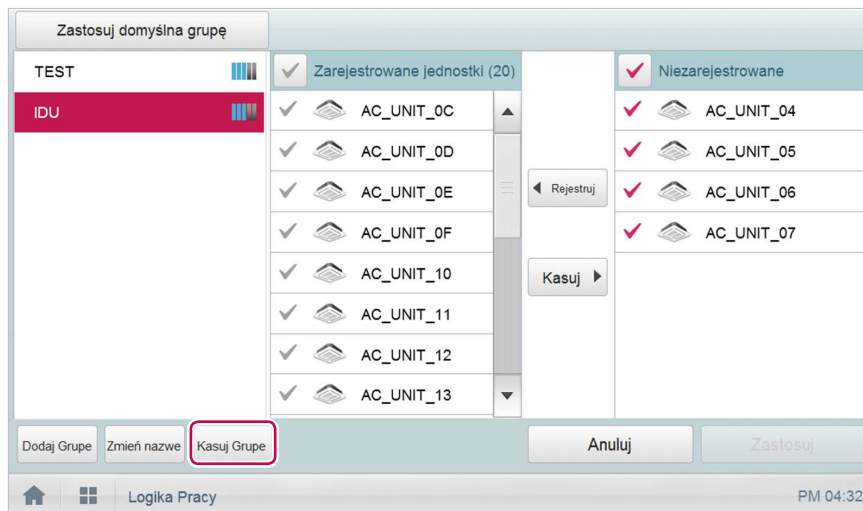 Zastosuj domyślna grupę
TEST
IDU
Zarejestrowane jednostki (20)
AC_UNIT_0C
AC_UNIT_0D
AC_UNIT_0E
AC_UNIT_0F
AC_UNIT_10
AC_UNIT_11
AC_UNIT_12
AC_UNIT_13
Rejestruj
Kasuj
Niezarejestrowane
AC_UNIT_04
AC_UNIT_05
AC_UNIT_06
AC_UNIT_07
Dodaj Grupe
Zmień nazwe
Kasuj Grupe
Anuluj
Zastosuj
Logika Pracy
PM 04:32